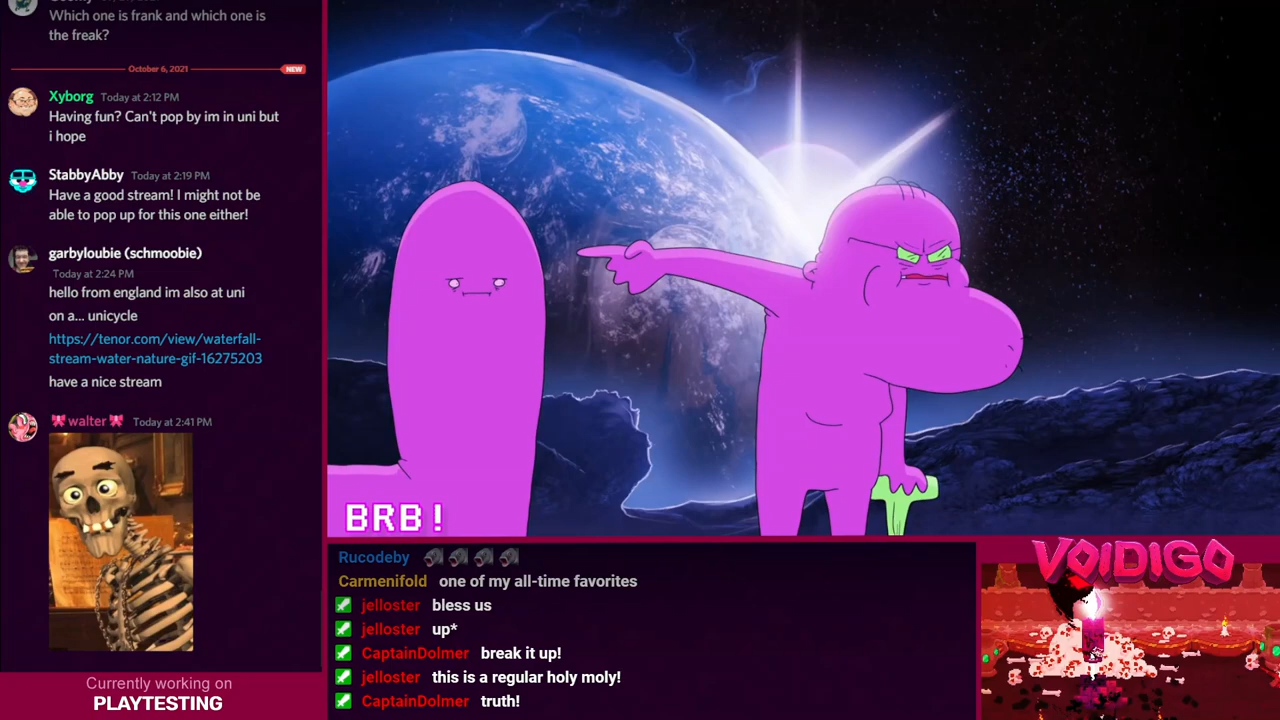 Which one is frank and which one is
the freak?
October 6, 2021
NEW
Xyborg Today at 2:12 PM
Having fun? Can't pop by im in uni but
i hope
StabbyAbby Today at 2:19 PM
Have a good stream! I might not be
able to pop up for this one either!
garbyloubie (schmoobie)
Today at 2:24 PM
hello from england im also at uni
on a... unicycle
https://tenor.com/view/waterfall-
stream-water-nature-gif-16275203
have a nice stream
walter Today at 2:41 PM
Currently working on
PLAYTESTING
BRB!
Rucodeby
Carmenifold one of my all-time favorites
jelloster bless us
jelloster up*
CaptainDolmer break it up!
jelloster this is a regular holy moly!
CaptainDolmer truth!
VOIDIGO